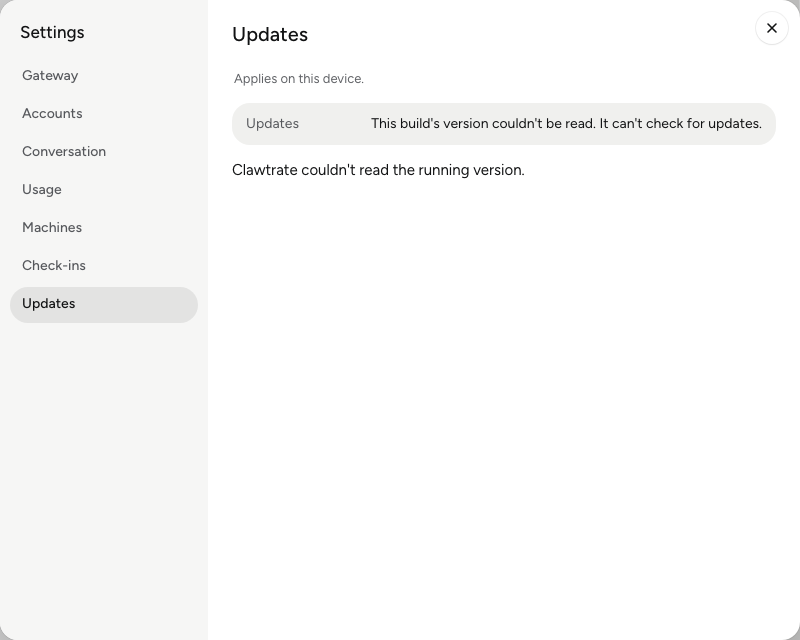 Settings
Gateway
Accounts
Conversation
Usage
Machines
Check-ins
Updates
Updates
Applies on this device.
Updates This build's version couldn't be read. It can't check for updates.
Clawtrate couldn't read the running version.